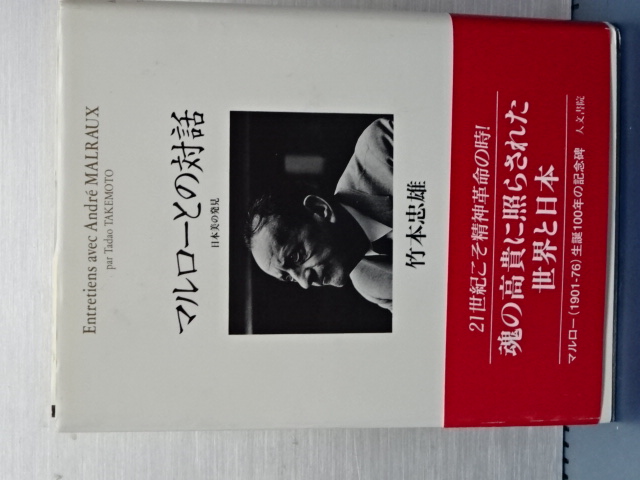 Entretiens avec André MALRAUX
par Tadao TAKEMOTO
マルローとの対話
日本美の発見
竹本忠雄
21世紀こそ精神革命の時!
魂の高貴に照らされた
世界と日本
マルロー(1901-76)生誕100年の記念碑 人文書院